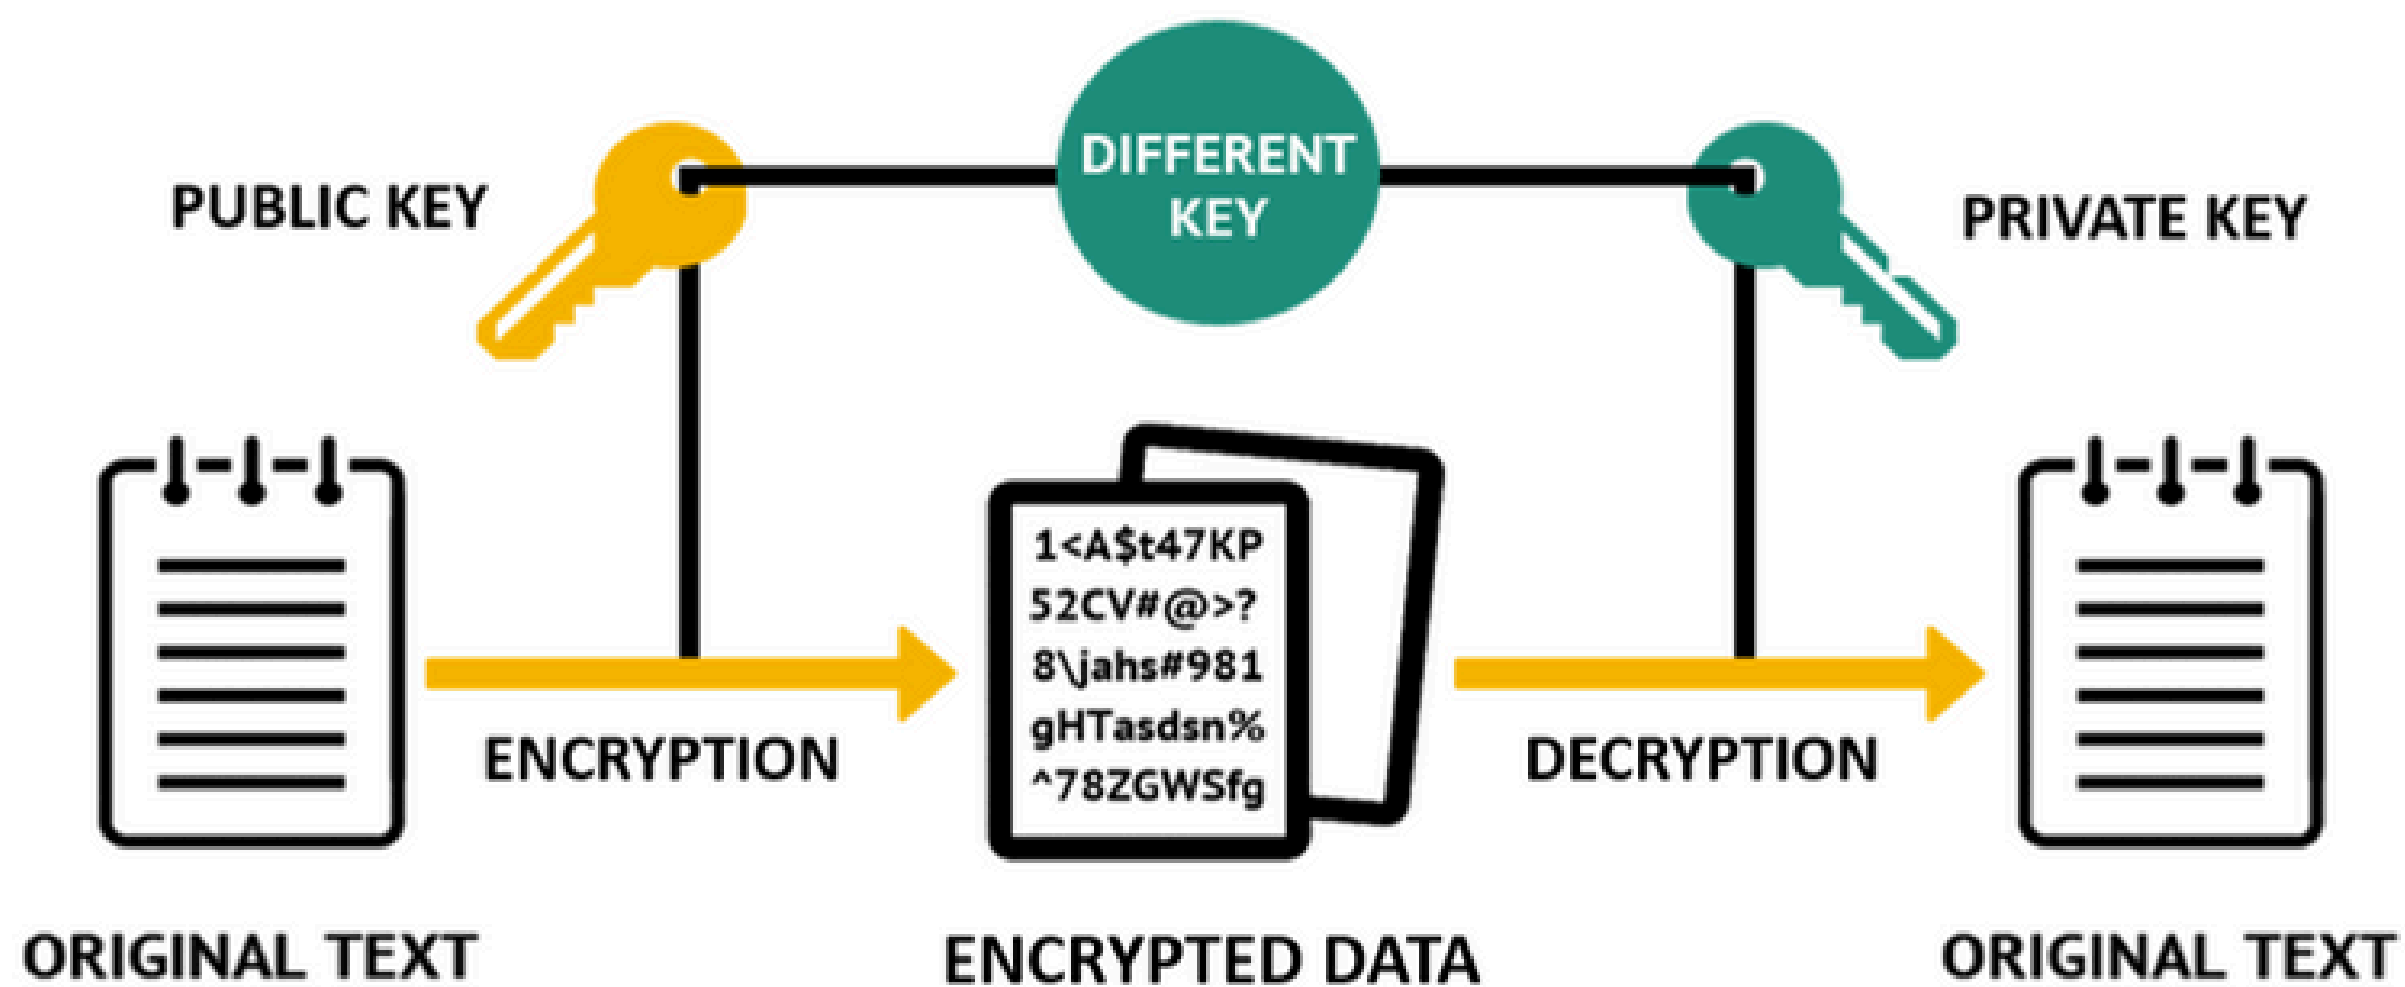 DIFFERENT
KEY
PUBLIC KEY
PRIVATE KEY
1<A$t47KP
52CV#@>?
8\jahs#981
gHTasdsn%
^78ZGWSfg
ENCRYPTION
DECRYPTION
ORIGINAL TEXT
ENCRYPTED DATA
ORIGINAL TEXT